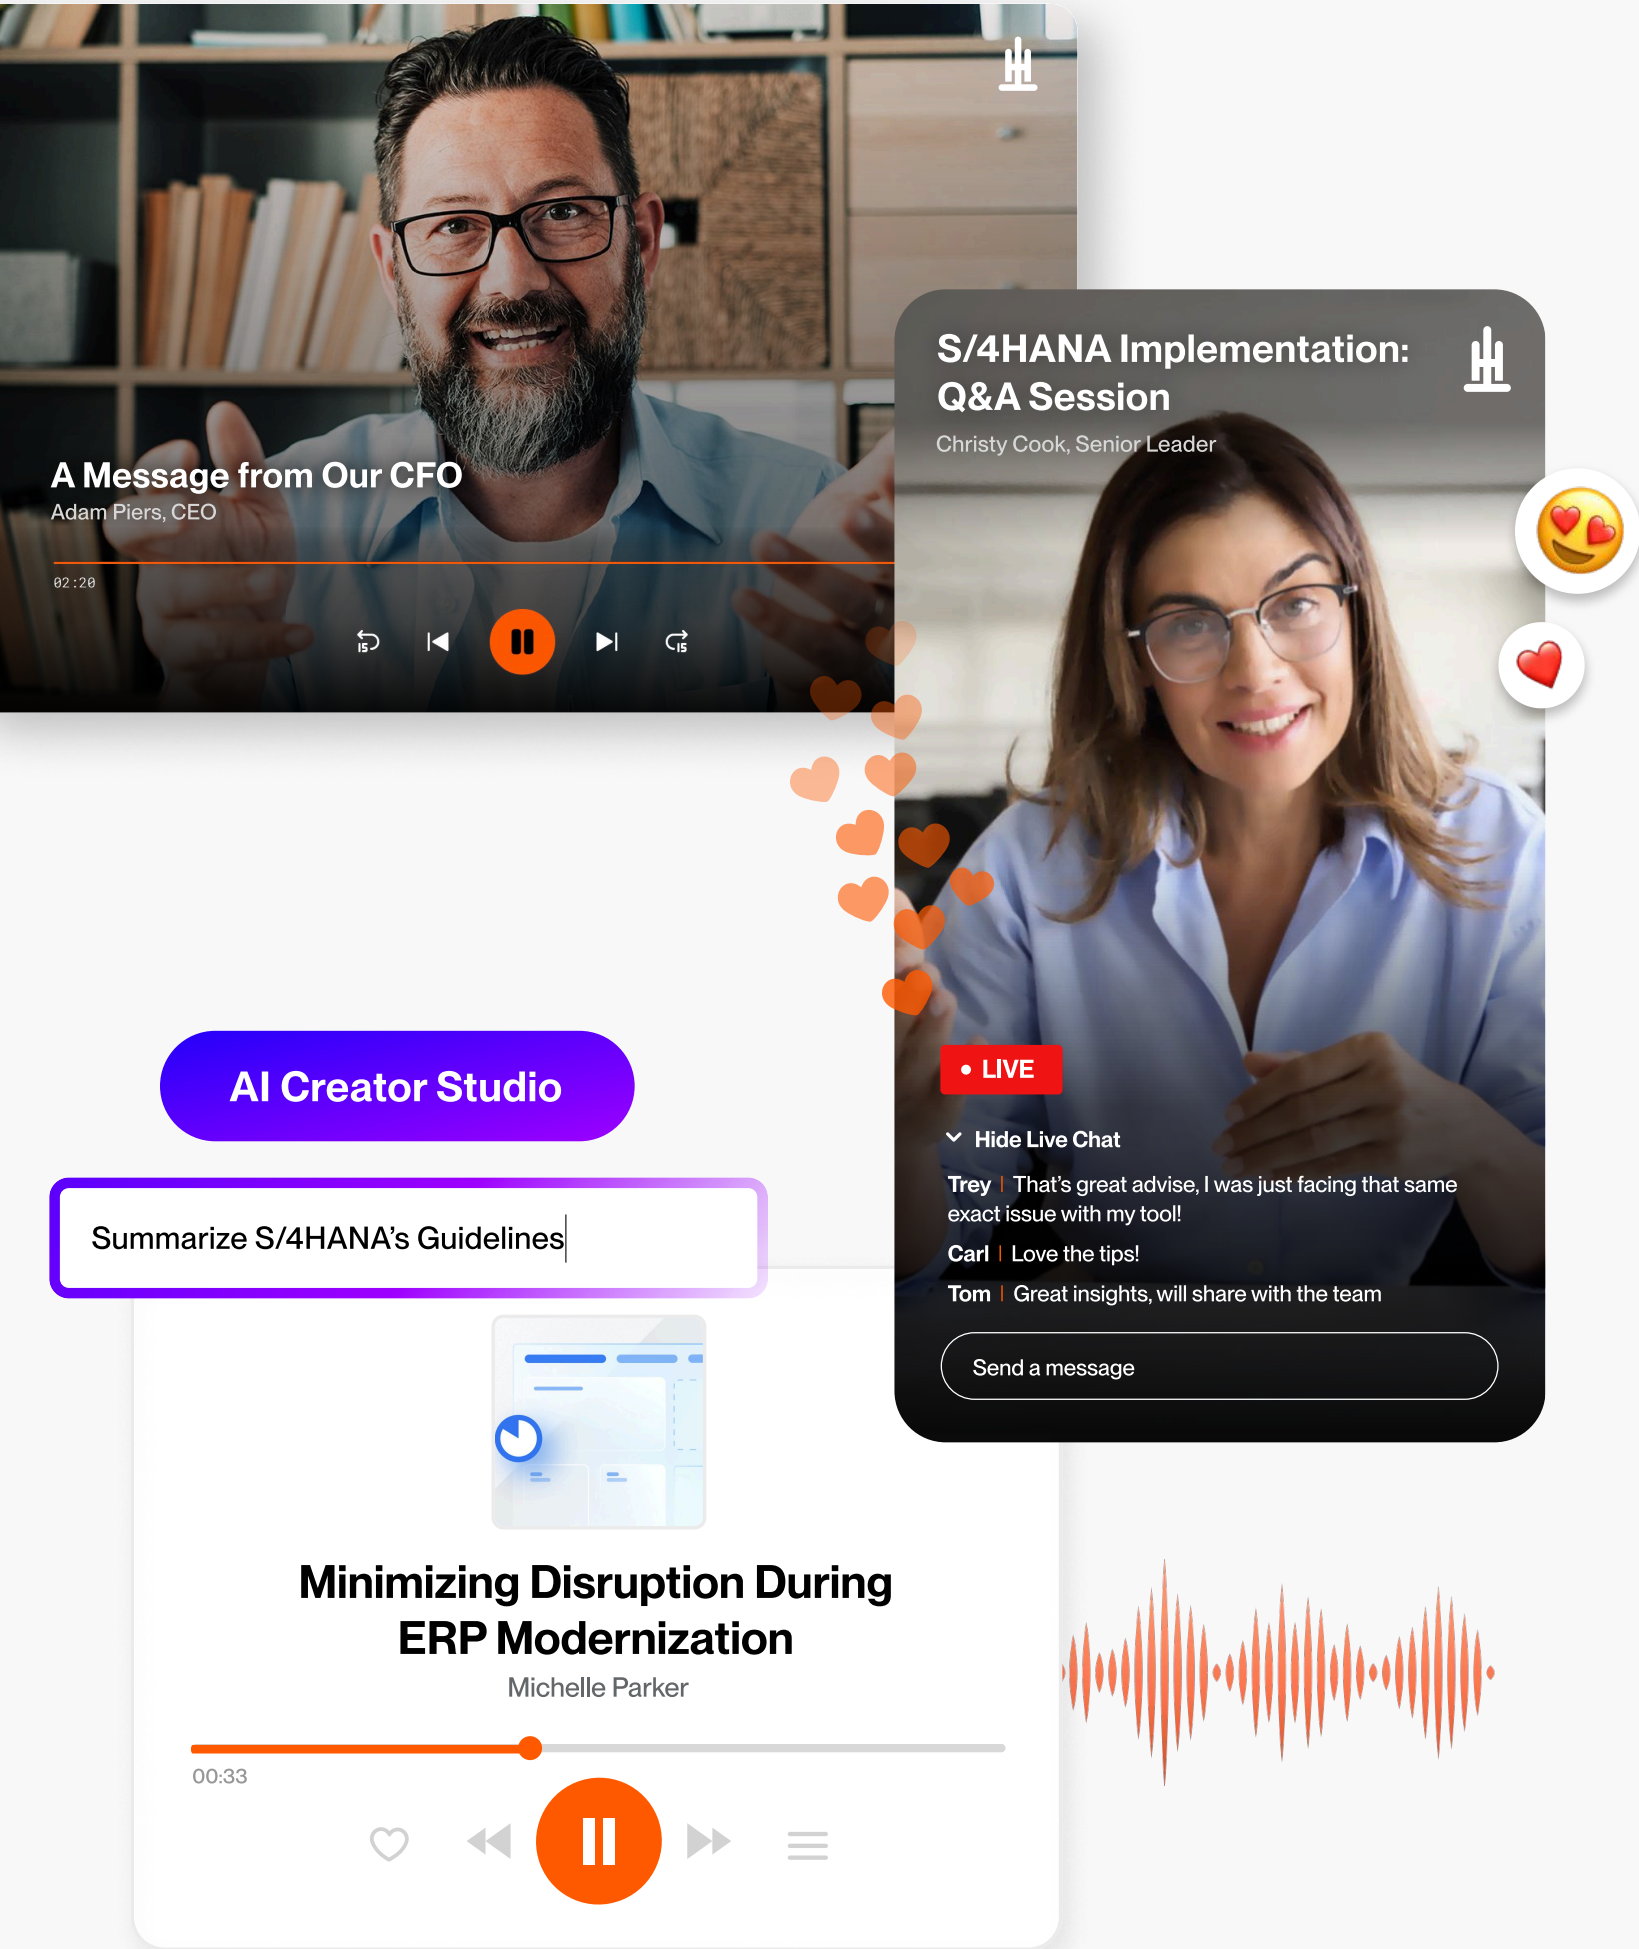 A Message from Our CFO
Adam Piers, CEO
02:20
15
15
S/4HANA Implementation:
Q&A Session
Christy Cook, Senior Leader
LIVE
Hide Live Chat
Trey | That's great advise, I was just facing that same
exact issue with my tool!
Carl | Love the tips!
Tom | Great insights, will share with the team
Send a message
AI Creator Studio
Summarize S/4HANA's Guidelines
Minimizing Disruption During
ERP Modernization
Michelle Parker
00:33